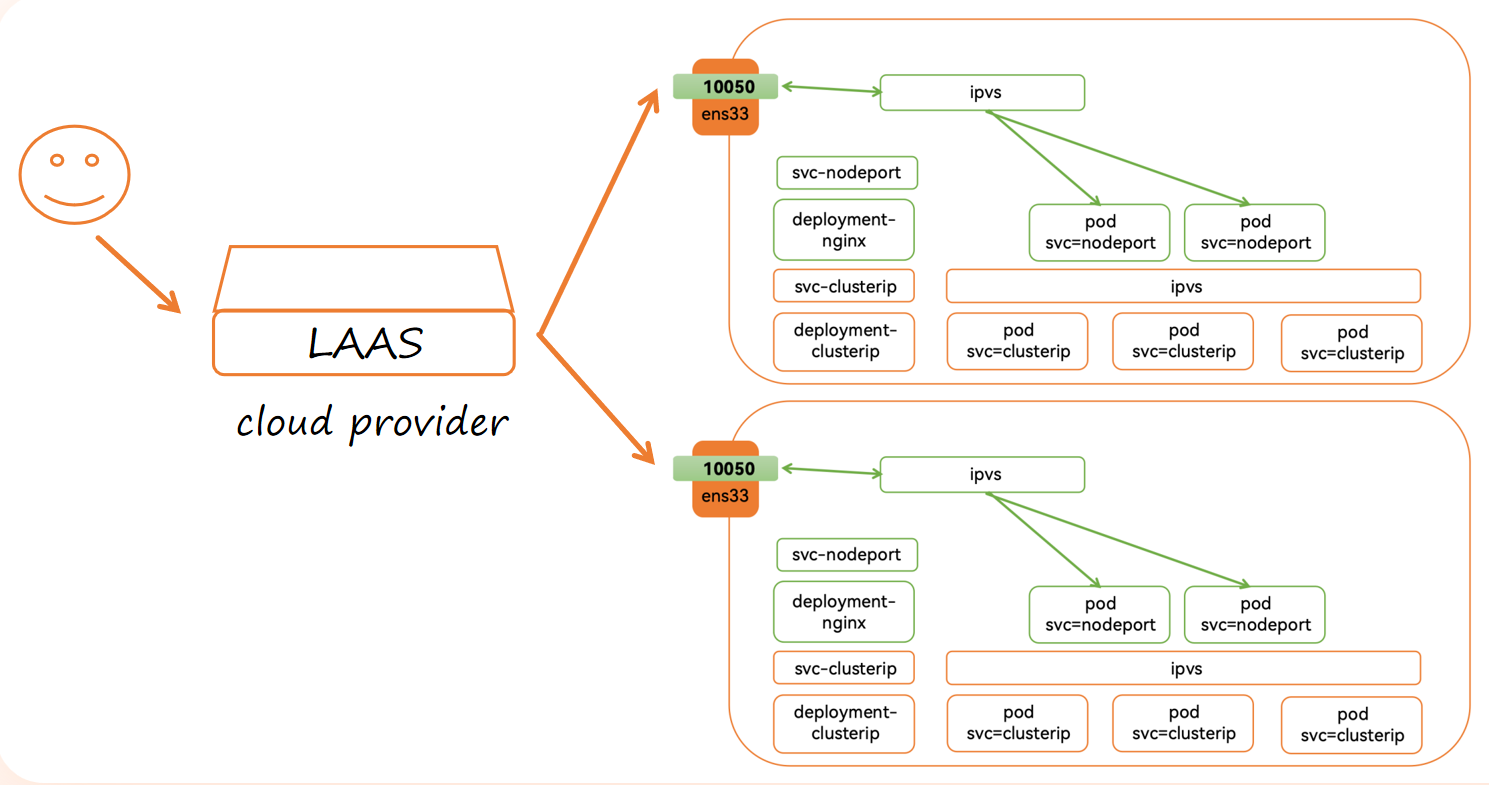 LAAS
cloud provider
10050
ens33
ipvs
svc-nodeport
deployment-
nginx
pod
svc=nodeport
pod
svc=nodeport
svc-clusterip
ipvs
deployment-
clusterip
pod
svc=clusterip
pod
svc=clusterip
pod
svc=clusterip
10050
ens33
ipvs
svc-nodeport
deployment-
nginx
pod
svc=nodeport
pod
svc=nodeport
svc-clusterip
ipvs
deployment-
clusterip
pod
svc=clusterip
pod
svc=clusterip
pod
svc=clusterip